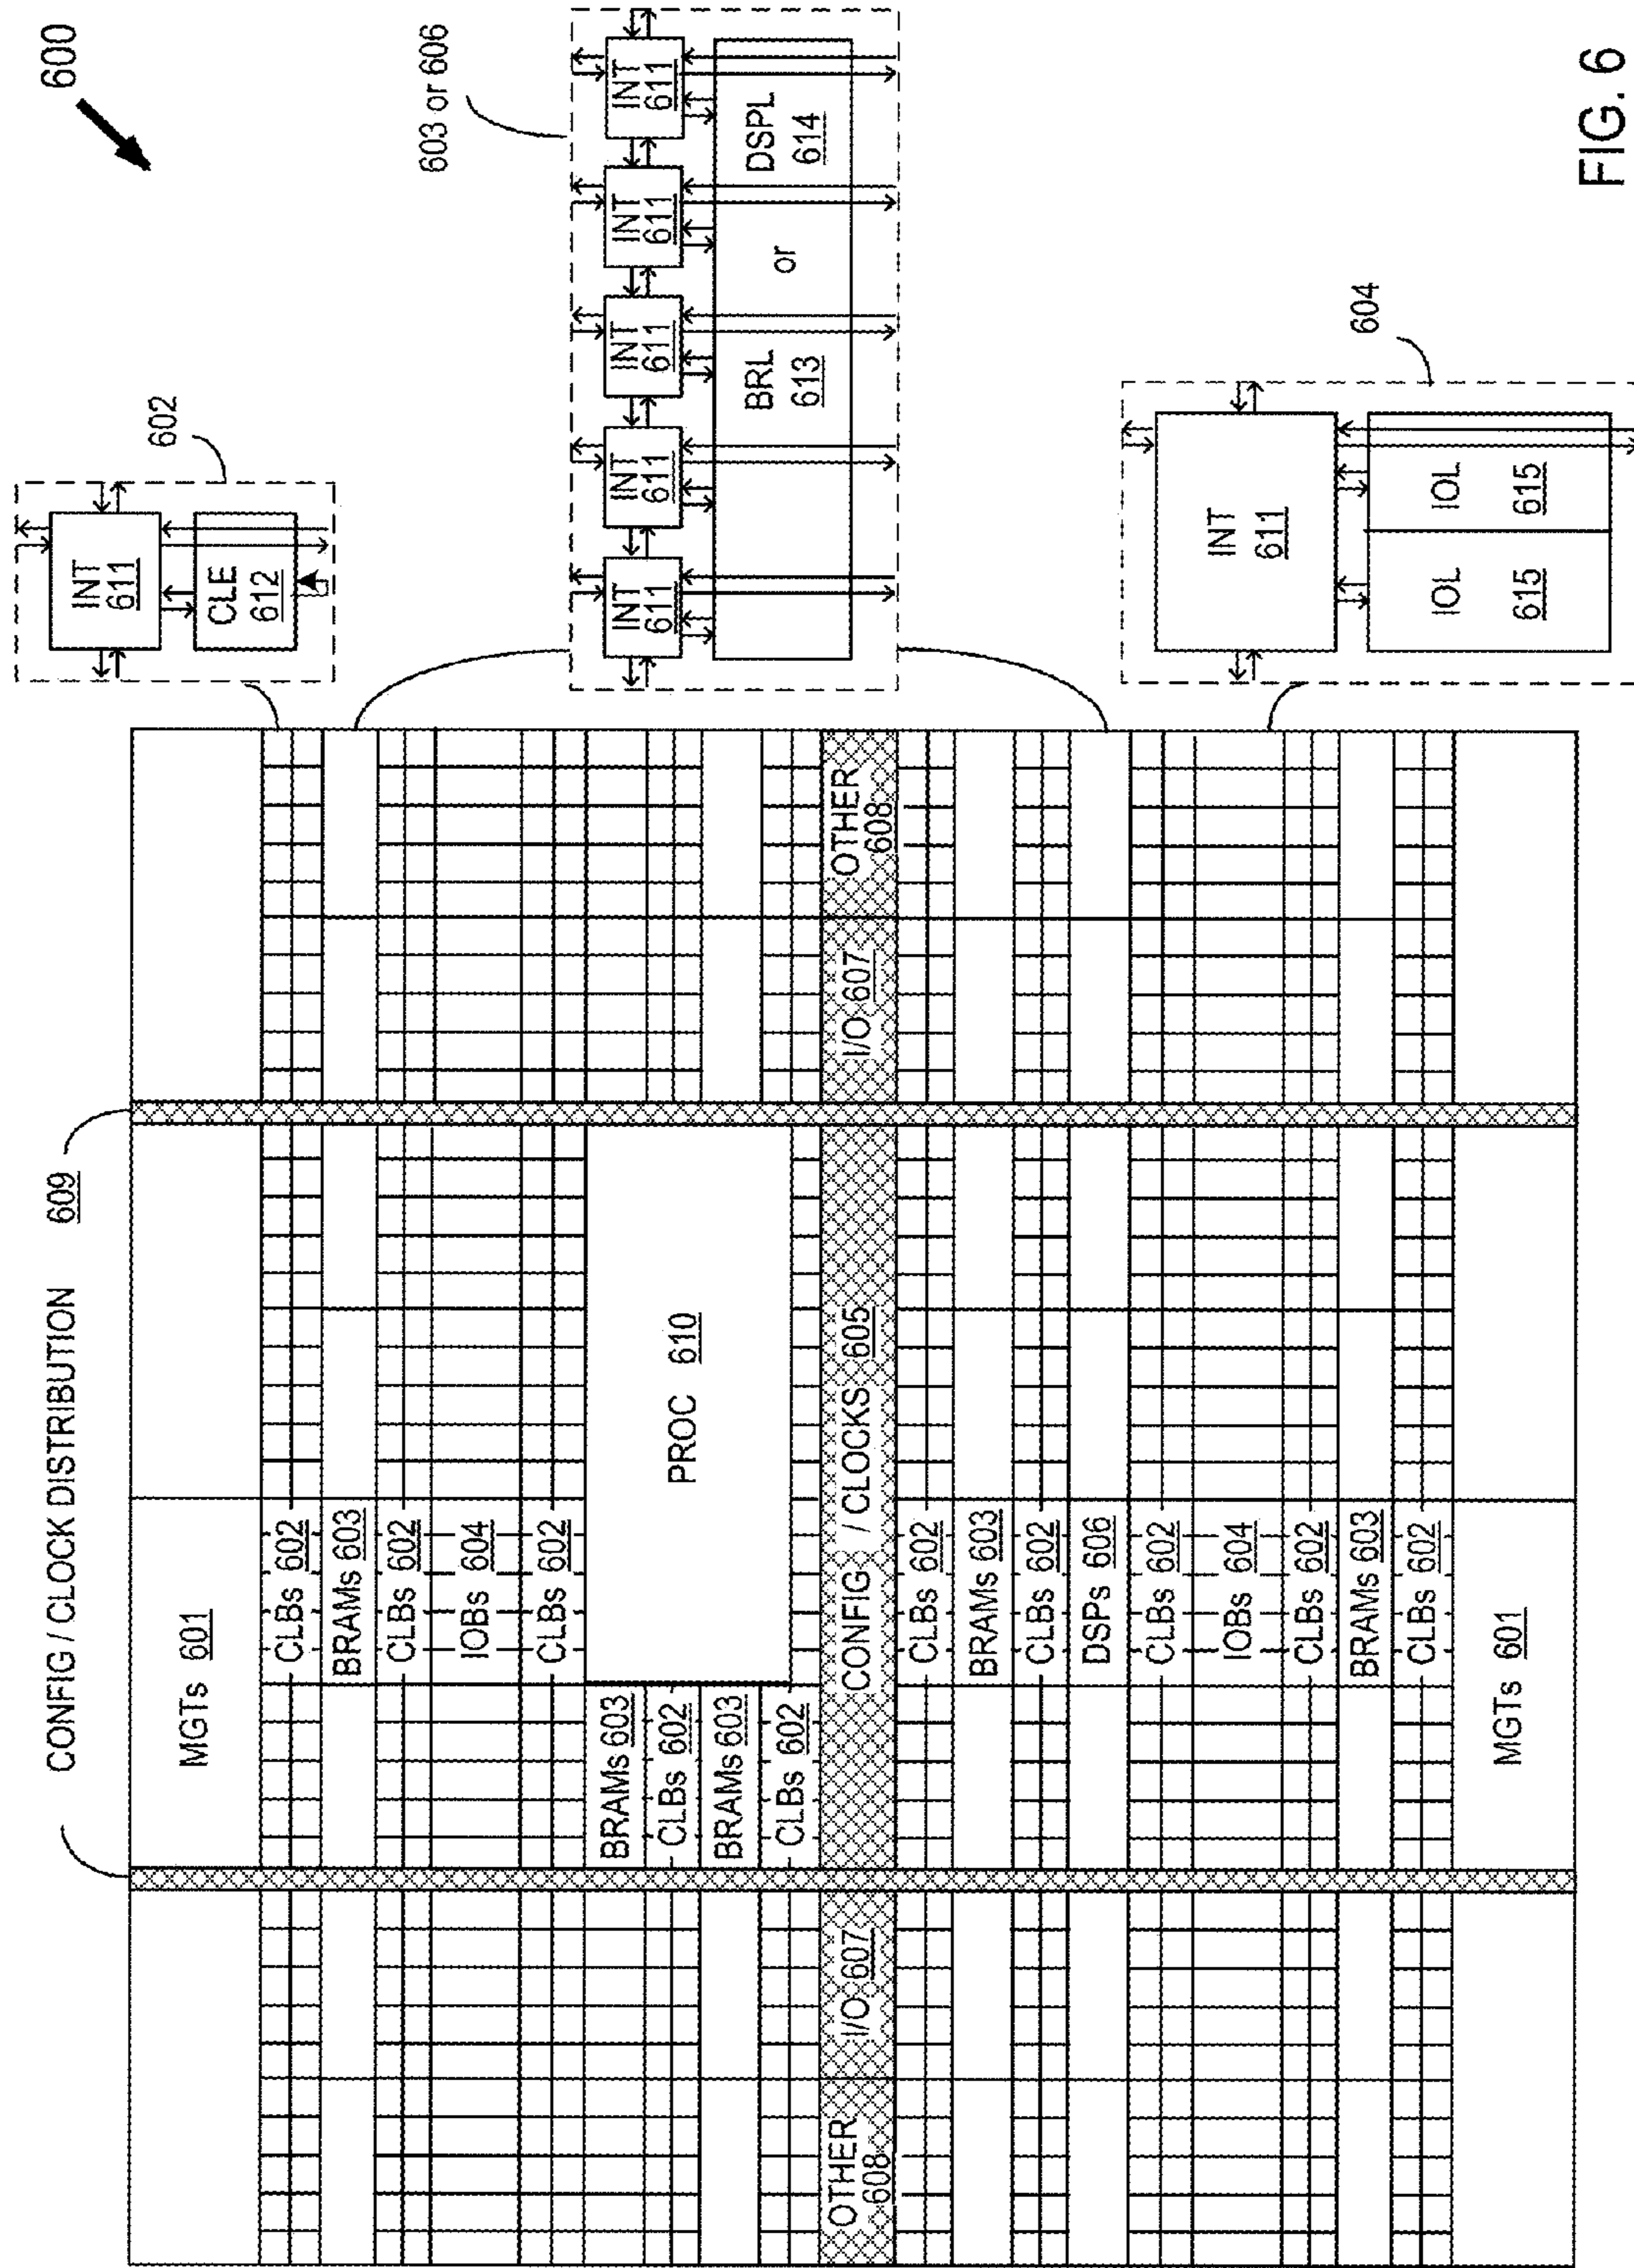 600
CONFIG / CLOCK DISTRIBUTION 609
MGTs 601
CLBs 602
BRAMs 603
CLBs 602
IOBs 604
CLBs 602
BRAMs 603
CLBs 602
BRAMs 603
CLBs 602
PROC 610
OTHER
608
I/O 607
CONFIG / CLOCKS 605
I/O 607
OTHER
608
CLBs 602
BRAMs 603
CLBs 602
DSPs 606
CLBs 602
IOBs 604
CLBs 602
BRAMs 603
CLBs 602
MGTs 601
602
INT
611
CLE
612
603 or 606
INT
611
INT
611
INT
611
INT
611
INT
611
BRL
613
or
DSPL
614
604
INT
611
IOL
615
IOL
615
FIG. 6